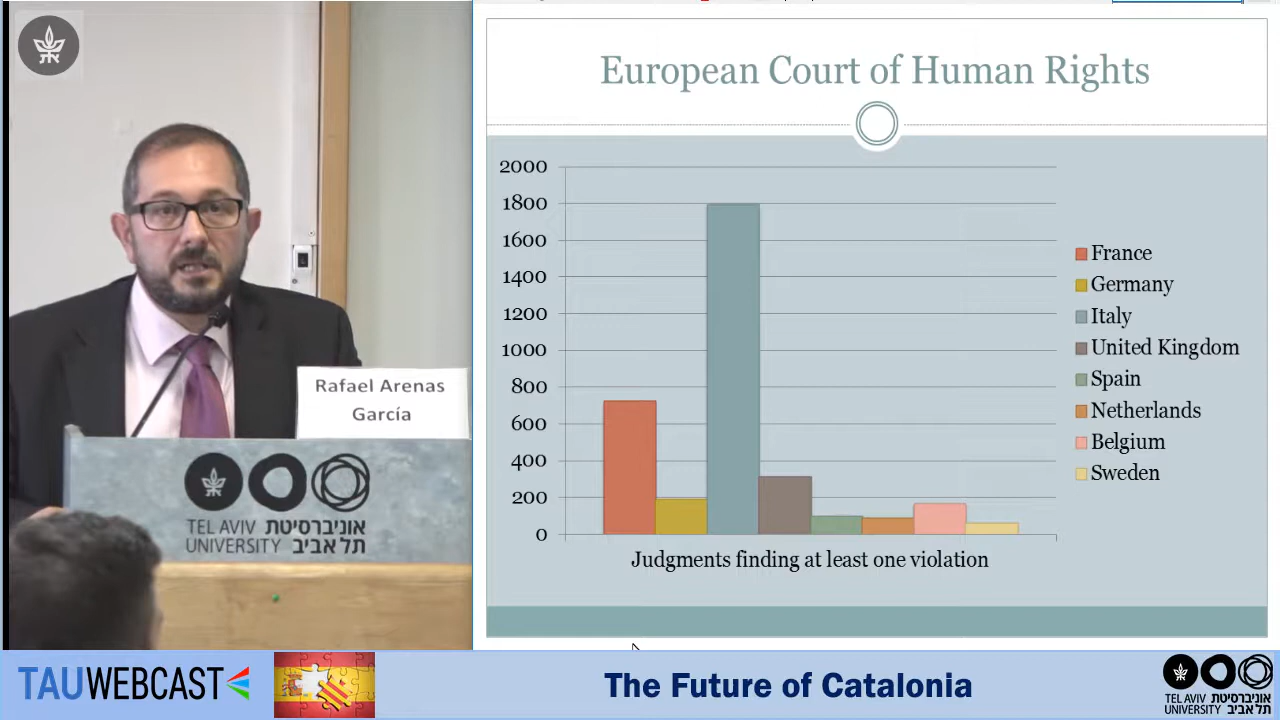 Rafael Arenas
García
TEL AVIV אוניברסיטת
UNIVERSITY תל אביב
European Court of Human Rights
2000
1800
1600
1400
1200
1000
800
600
400
200
0
Judgments finding at least one violation
France
Germany
Italy
United Kingdom
Spain
Netherlands
Belgium
Sweden
TAUWEBCAST
The Future of Catalonia
TEL AVIV אוניברסיטת
UNIVERSITY תל אביב